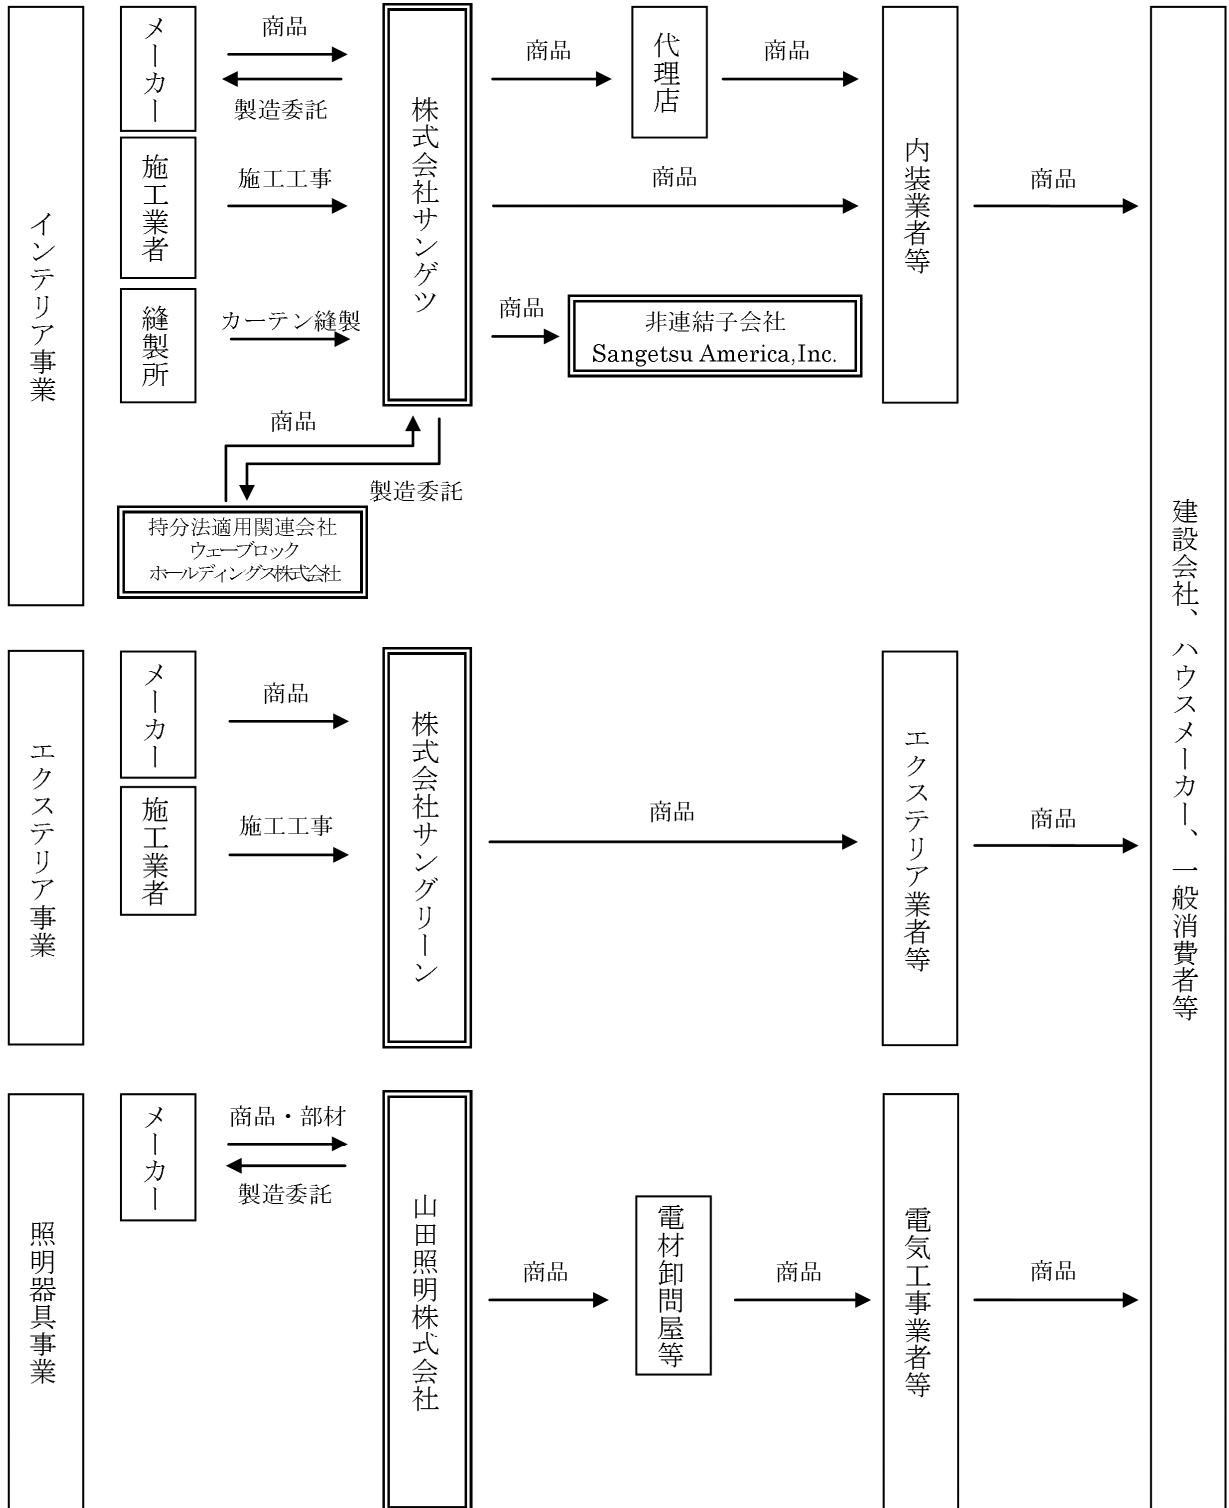 インテリア事業
メーカー
商品
製造委託
施工業者
施工工事
縫製所
カーテン縫製
株式会社サンゲツ
商品
代理店
商品
商品
商品
非連結子会社
Sangetsu America,Inc.
内装業者等
商品
商品
製造委託
持分法適用関連会社
ウェーブロック
ホールディングス株式会社
エクステリア事業
メーカー
商品
施工業者
施工工事
株式会社サングリーン
商品
エクステリア業者等
商品
照明器具事業
メーカー
商品・部材
製造委託
山田照明株式会社
商品
電材卸問屋等
商品
電気工事業者等
商品
建設会社、ハウスメーカー、一般消費者等